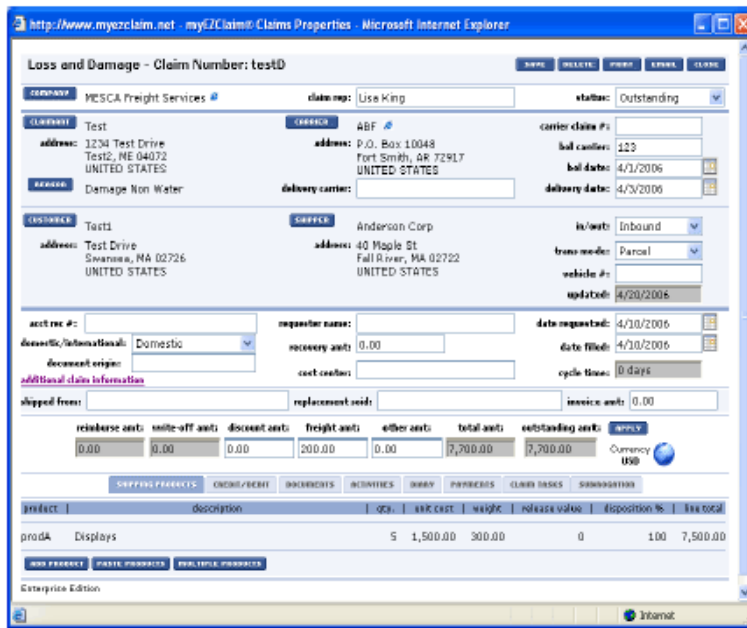 http://www.myezclaim.net - myEZClaim® Claims Properties - Microsoft Internet Explorer
Loss and Damage - Claim Number: testD
SAVE DELETE PRINT EMAIL CLOSE
COMPANY MESCA Freight Services claim rep: Lisa King status: Outstanding
CLAIMANT Test CARRIER ABF carrier claim #:
address: 1234 Test Drive address: P.O. Box 10048 bol carrier: 123
Test2, ME 04072 Fort Smith, AR 72917
UNITED STATES UNITED STATES bol date: 4/1/2006
REASON Damage Non Water delivery carrier: delivery date: 4/3/2006
CUSTOMER Test1 SHIPPER Anderson Corp in/out: Inbound
address: Test Drive address: 40 Maple St
Swansea, MA 02726 Fall River, MA 02722 trans mode: Parcel
UNITED STATES UNITED STATES vehicle #:
updated: 4/20/2006
acct rec #: requester name: date requested: 4/10/2006
domestic/international: Domestic recovery amt: 0.00 date filled: 4/10/2006
document origin: cost center: cycle time: 0 days
additional claim information
shipped from: replacement soid: invoice amt: 0.00
reimburse amt: write-off amt: discount amt: freight amt: other amt: total amt: outstanding amt: APPLY
0.00 0.00 0.00 200.00 0.00 7,700.00 7,700.00 Currency
USD
SHIPPING PRODUCTS CREDIT/DEBIT DOCUMENTS ACTIVITIES DIARY PAYMENTS CLAIM TASKS SUBROGATION
product | description | qty. | unit cost | weight | release value | disposition % | line total
prodA Displays 5 1,500.00 300.00 0 100 7,500.00
ADD PRODUCT PASTE PRODUCTS MULTIPLE PRODUCTS
Enterprise Edition
Internet